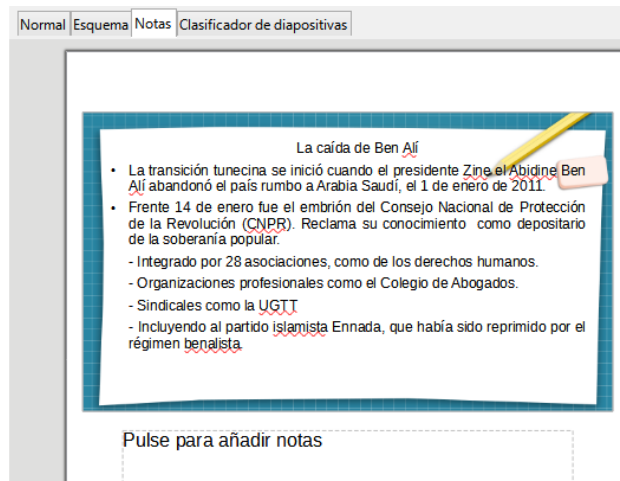 Normal Esquema Notas Clasificador de diapositivas
La caída de Ben Alí
• La transición tunecina se inició cuando el presidente Zine el Abidine Ben
Alí abandonó el país rumbo a Arabia Saudí, el 1 de enero de 2011.
• Frente 14 de enero fue el embrión del Consejo Nacional de Protección
de la Revolución (CNPR). Reclama su conocimiento como depositario
de la soberanía popular.
- Integrado por 28 asociaciones, como de los derechos humanos.
- Organizaciones profesionales como el Colegio de Abogados.
- Sindicales como la UGTT
- Incluyendo al partido islamista Ennada, que había sido reprimido por el
régimen benalista.
Pulse para añadir notas